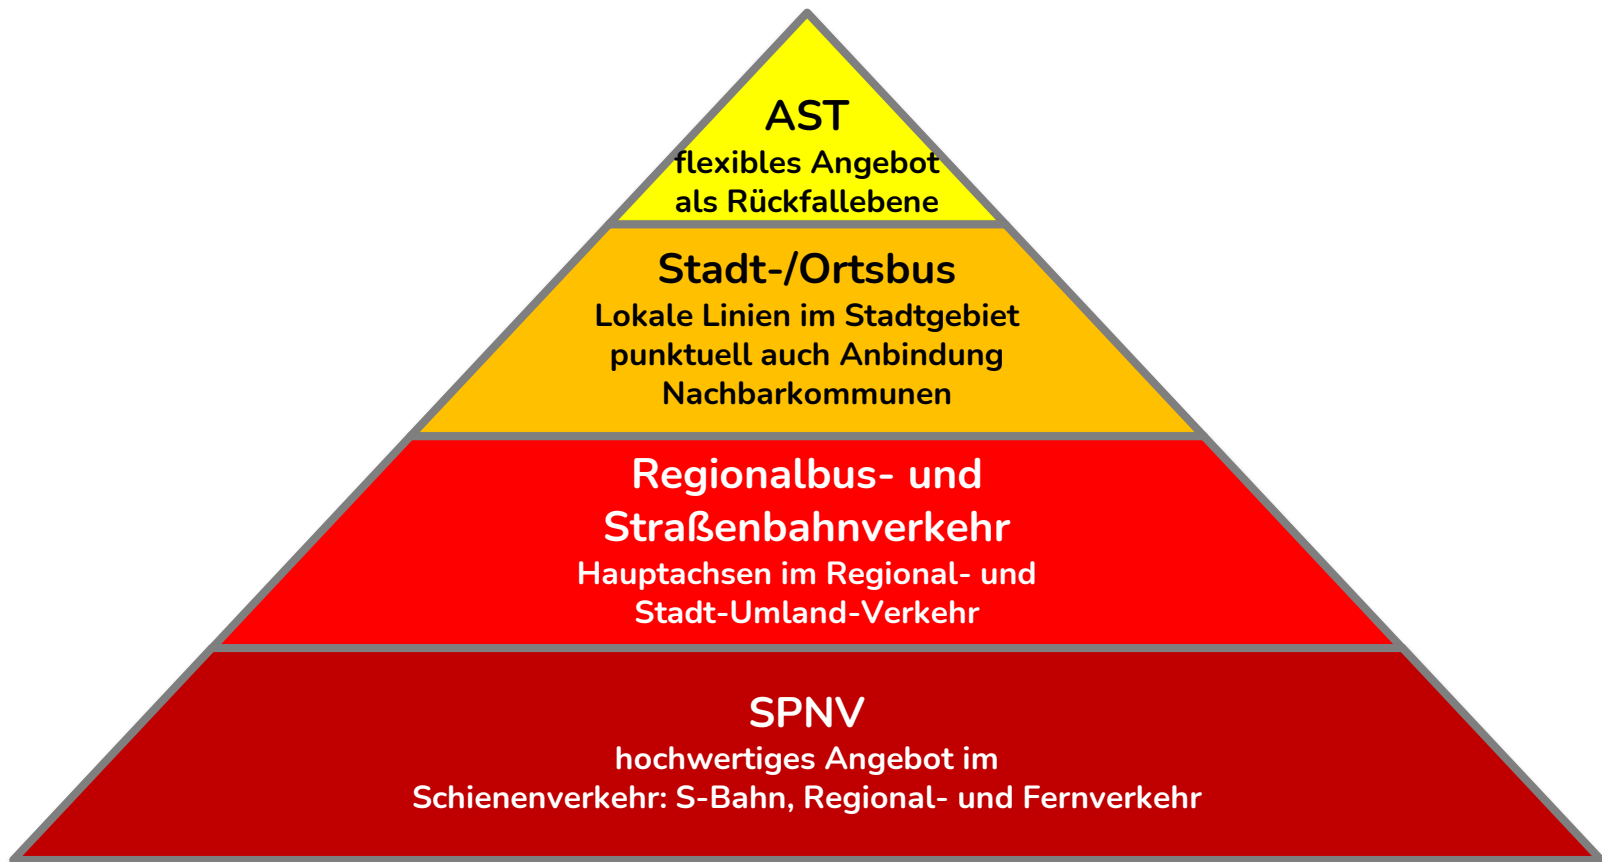 AST
flexibles Angebot
als Rückfallebene
Stadt-/Ortsbus
Lokale Linien im Stadtgebiet
punktuell auch Anbindung
Nachbarkommunen
Regionalbus- und
Straßenbahnverkehr
Hauptachsen im Regional- und
Stadt-Umland-Verkehr
SPNV
hochwertiges Angebot im
Schienenverkehr: S-Bahn, Regional- und Fernverkehr